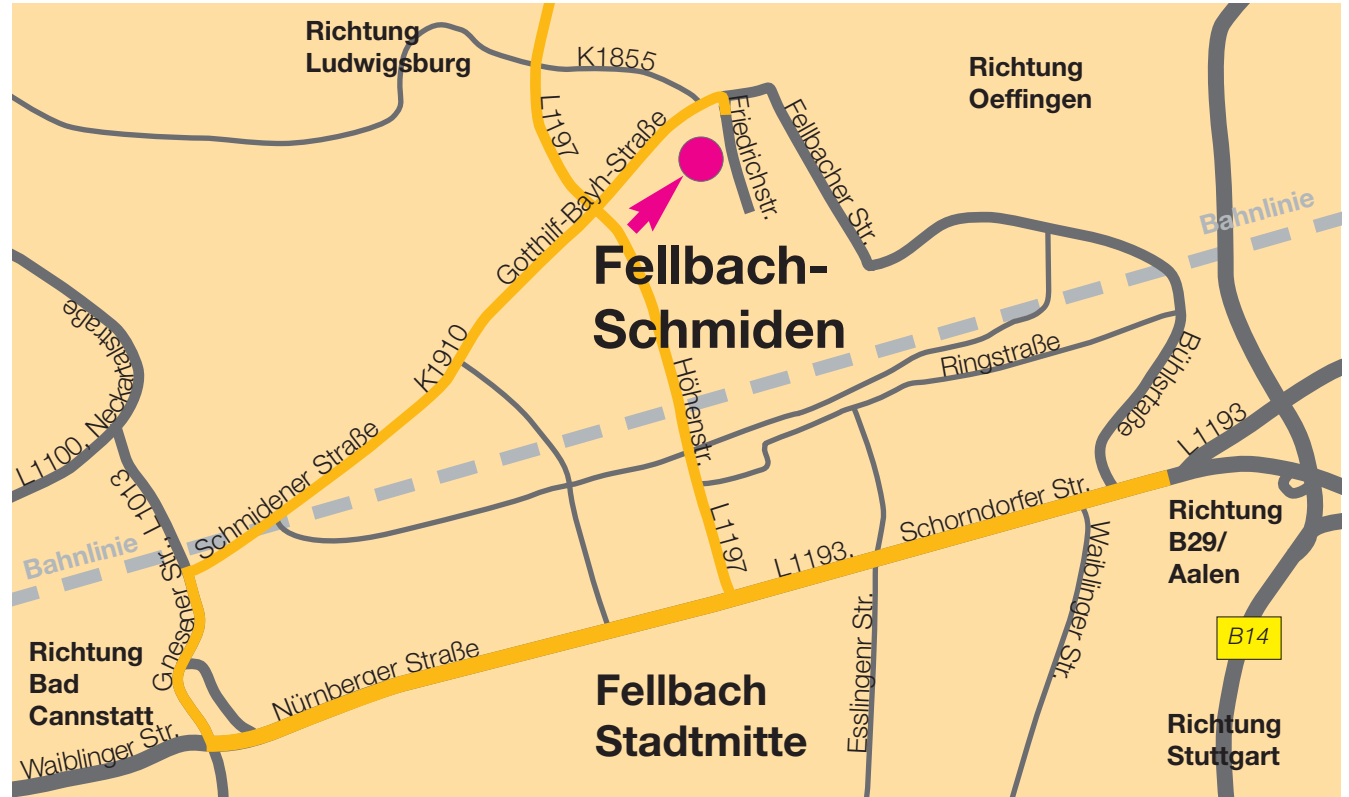 Richtung
Ludwigsburg
K1855
Richtung
Oeffingen
L1197
Gotthilf-Bayh-Straße
Friedrichstr.
Fellbacher Str.
Bahnlinie
Fellbach-
Schmiden
L1100, Neckartalstraße
K1910
Höhenstr.
Ringstraße
Bühlsrtaße
L1193
Schmidener Straße
Gnesener Str., L1013
Bahnlinie
L1197
L1193,
Schorndorfer Str.
Richtung
B29/
Aalen
Waiblinger Str.
Esslingenr Str.
B14
Richtung
Bad
Cannstatt
Nürnberger Straße
Fellbach
Stadtmitte
Waiblinger Str.
Richtung
Stuttgart